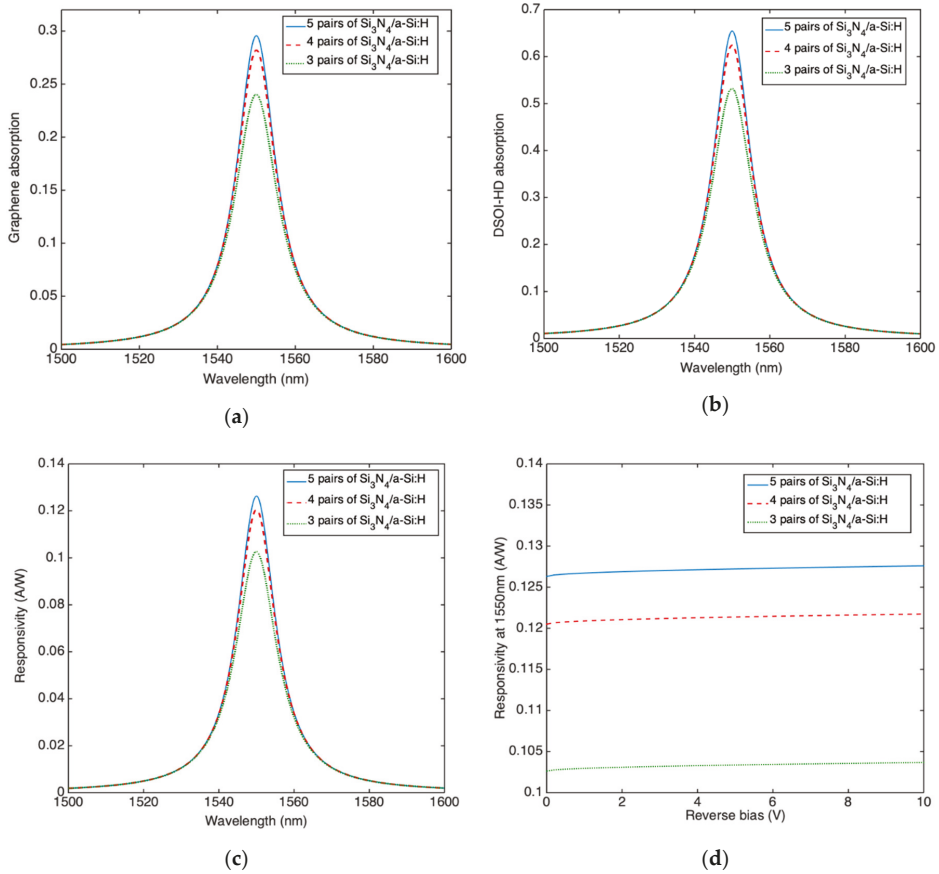 0.3
0.25
0.2
0.15
0.1
0.05
0
Graphene absorption
5 pairs of Si₃N₄/a-Si:H
4 pairs of Si₃N₄/a-Si:H
3 pairs of Si₃N₄/a-Si:H
1500 1520 1540 1560 1580 1600
Wavelength (nm)
(a)
0.7
0.6
0.5
0.4
0.3
0.2
0.1
0
DSOI-HD absorption
5 pairs of Si₃N₄/a-Si:H
4 pairs of Si₃N₄/a-Si:H
3 pairs of Si₃N₄/a-Si:H
1500 1520 1540 1560 1580 1600
Wavelength (nm)
(b)
0.14
0.12
0.1
0.08
0.06
0.04
0.02
0
Responsivity (A/W)
5 pairs of Si₃N₄/a-Si:H
4 pairs of Si₃N₄/a-Si:H
3 pairs of Si₃N₄/a-Si:H
1500 1520 1540 1560 1580 1600
Wavelength (nm)
(c)
0.14
0.135
0.13
0.125
0.12
0.115
0.11
0.105
0.1
Responsivity at 1550nm (A/W)
5 pairs of Si₃N₄/a-Si:H
4 pairs of Si₃N₄/a-Si:H
3 pairs of Si₃N₄/a-Si:H
0 2 4 6 8 10
Reverse bias (V)
(d)